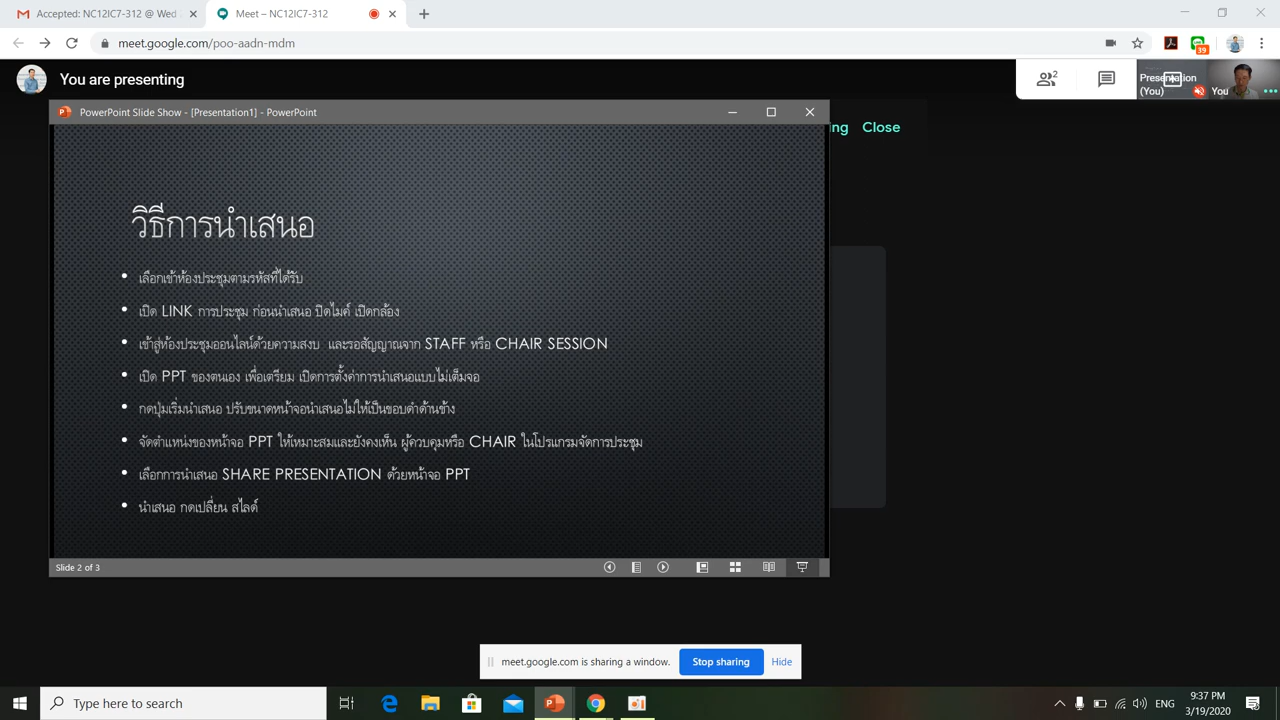 Accepted: NC12IC7-312 @ Wed
Meet – NC12IC7-312
meet.google.com/poo-aadn-mdm
39
You are presenting
2
Presentation
(You)
You
PowerPoint Slide Show - [Presentation1] - PowerPoint
ng Close
วิธีการนำเสนอ
• เลือกเข้าห้องประชุมตามรหัสที่ได้รับ
• เปิด LINK การประชุม ก่อนนำเสนอ ปิดไมค์ เปิดกล้อง
• เข้าสู่ห้องประชุมออนไลน์ด้วยความสงบ และรอสัญญาณจาก STAFF หรือ CHAIR SESSION
• เปิด PPT ของตนเอง เพื่อเตรียม เปิดการตั้งค่าการนำเสนอแบบไม่เต็มจอ
• กดปุ่มเริ่มนำเสนอ ปรับขนาดหน้าจอนำเสนอไม่ให้เป็นขอบดำด้านข้าง
• จัดตำแหน่งของหน้าจอ PPT ให้เหมาะสมและยังคงเห็น ผู้ควบคุมหรือ CHAIR ในโปรแกรมจัดการประชุม
• เลือกการนำเสนอ SHARE PRESENTATION ด้วยหน้าจอ PPT
• นำเสนอ กดเปลี่ยน สไลด์
Slide 2 of 3
meet.google.com is sharing a window.
Stop sharing
Hide
Type here to search
ENG
9:37 PM
3/19/2020